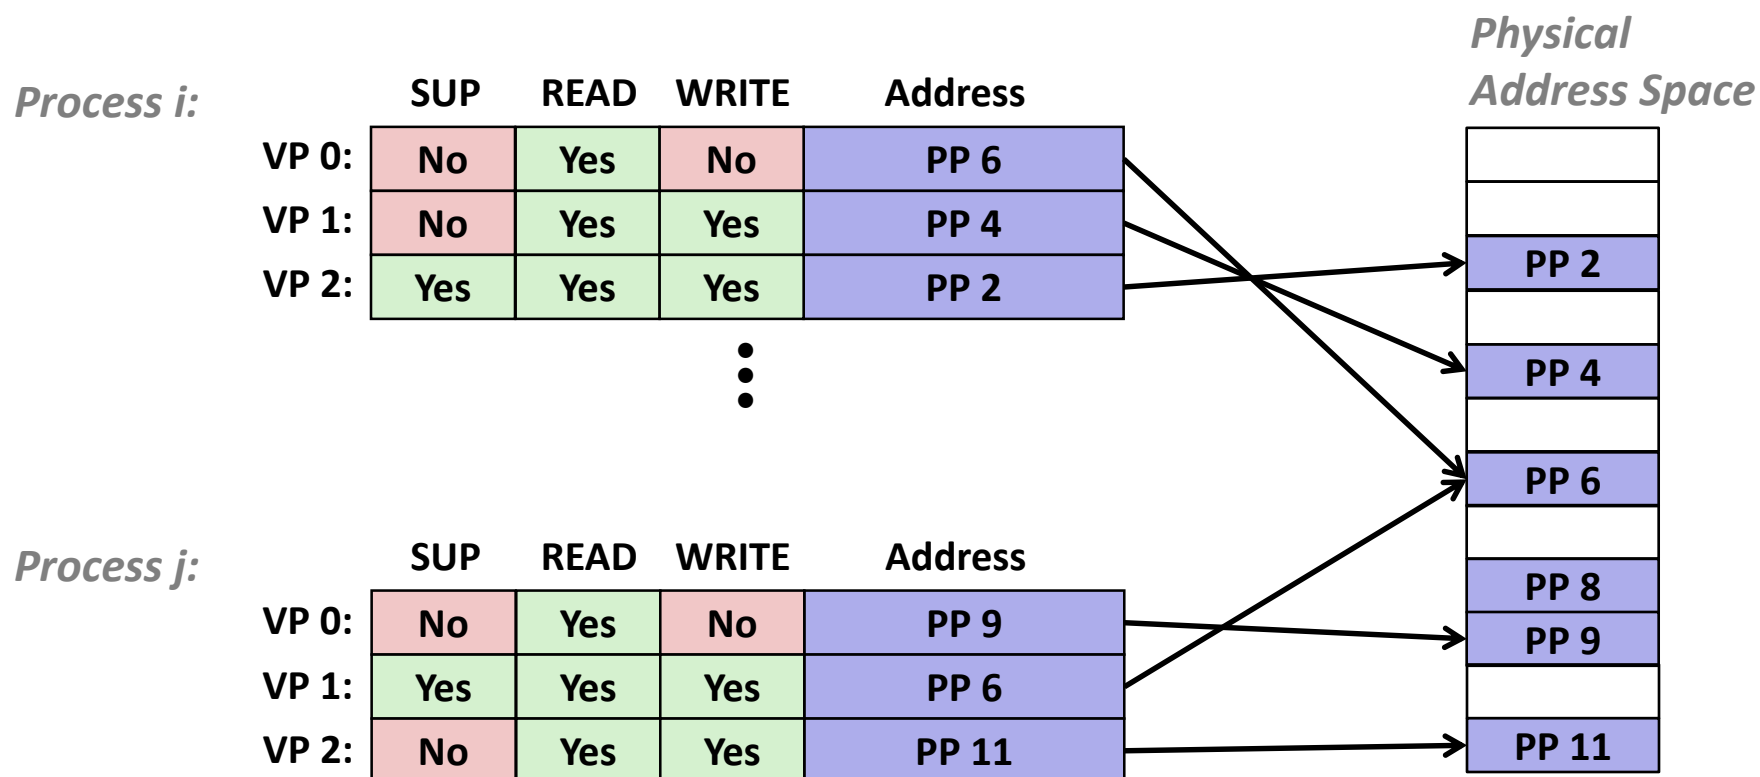 Physical
Address Space
Process i:
SUP READ WRITE Address
VP 0: No Yes No PP 6
VP 1: No Yes Yes PP 4
VP 2: Yes Yes Yes PP 2
Process j:
SUP READ WRITE Address
VP 0: No Yes No PP 9
VP 1: Yes Yes Yes PP 6
VP 2: No Yes Yes PP 11
PP 2
PP 4
PP 6
PP 8
PP 9
PP 11